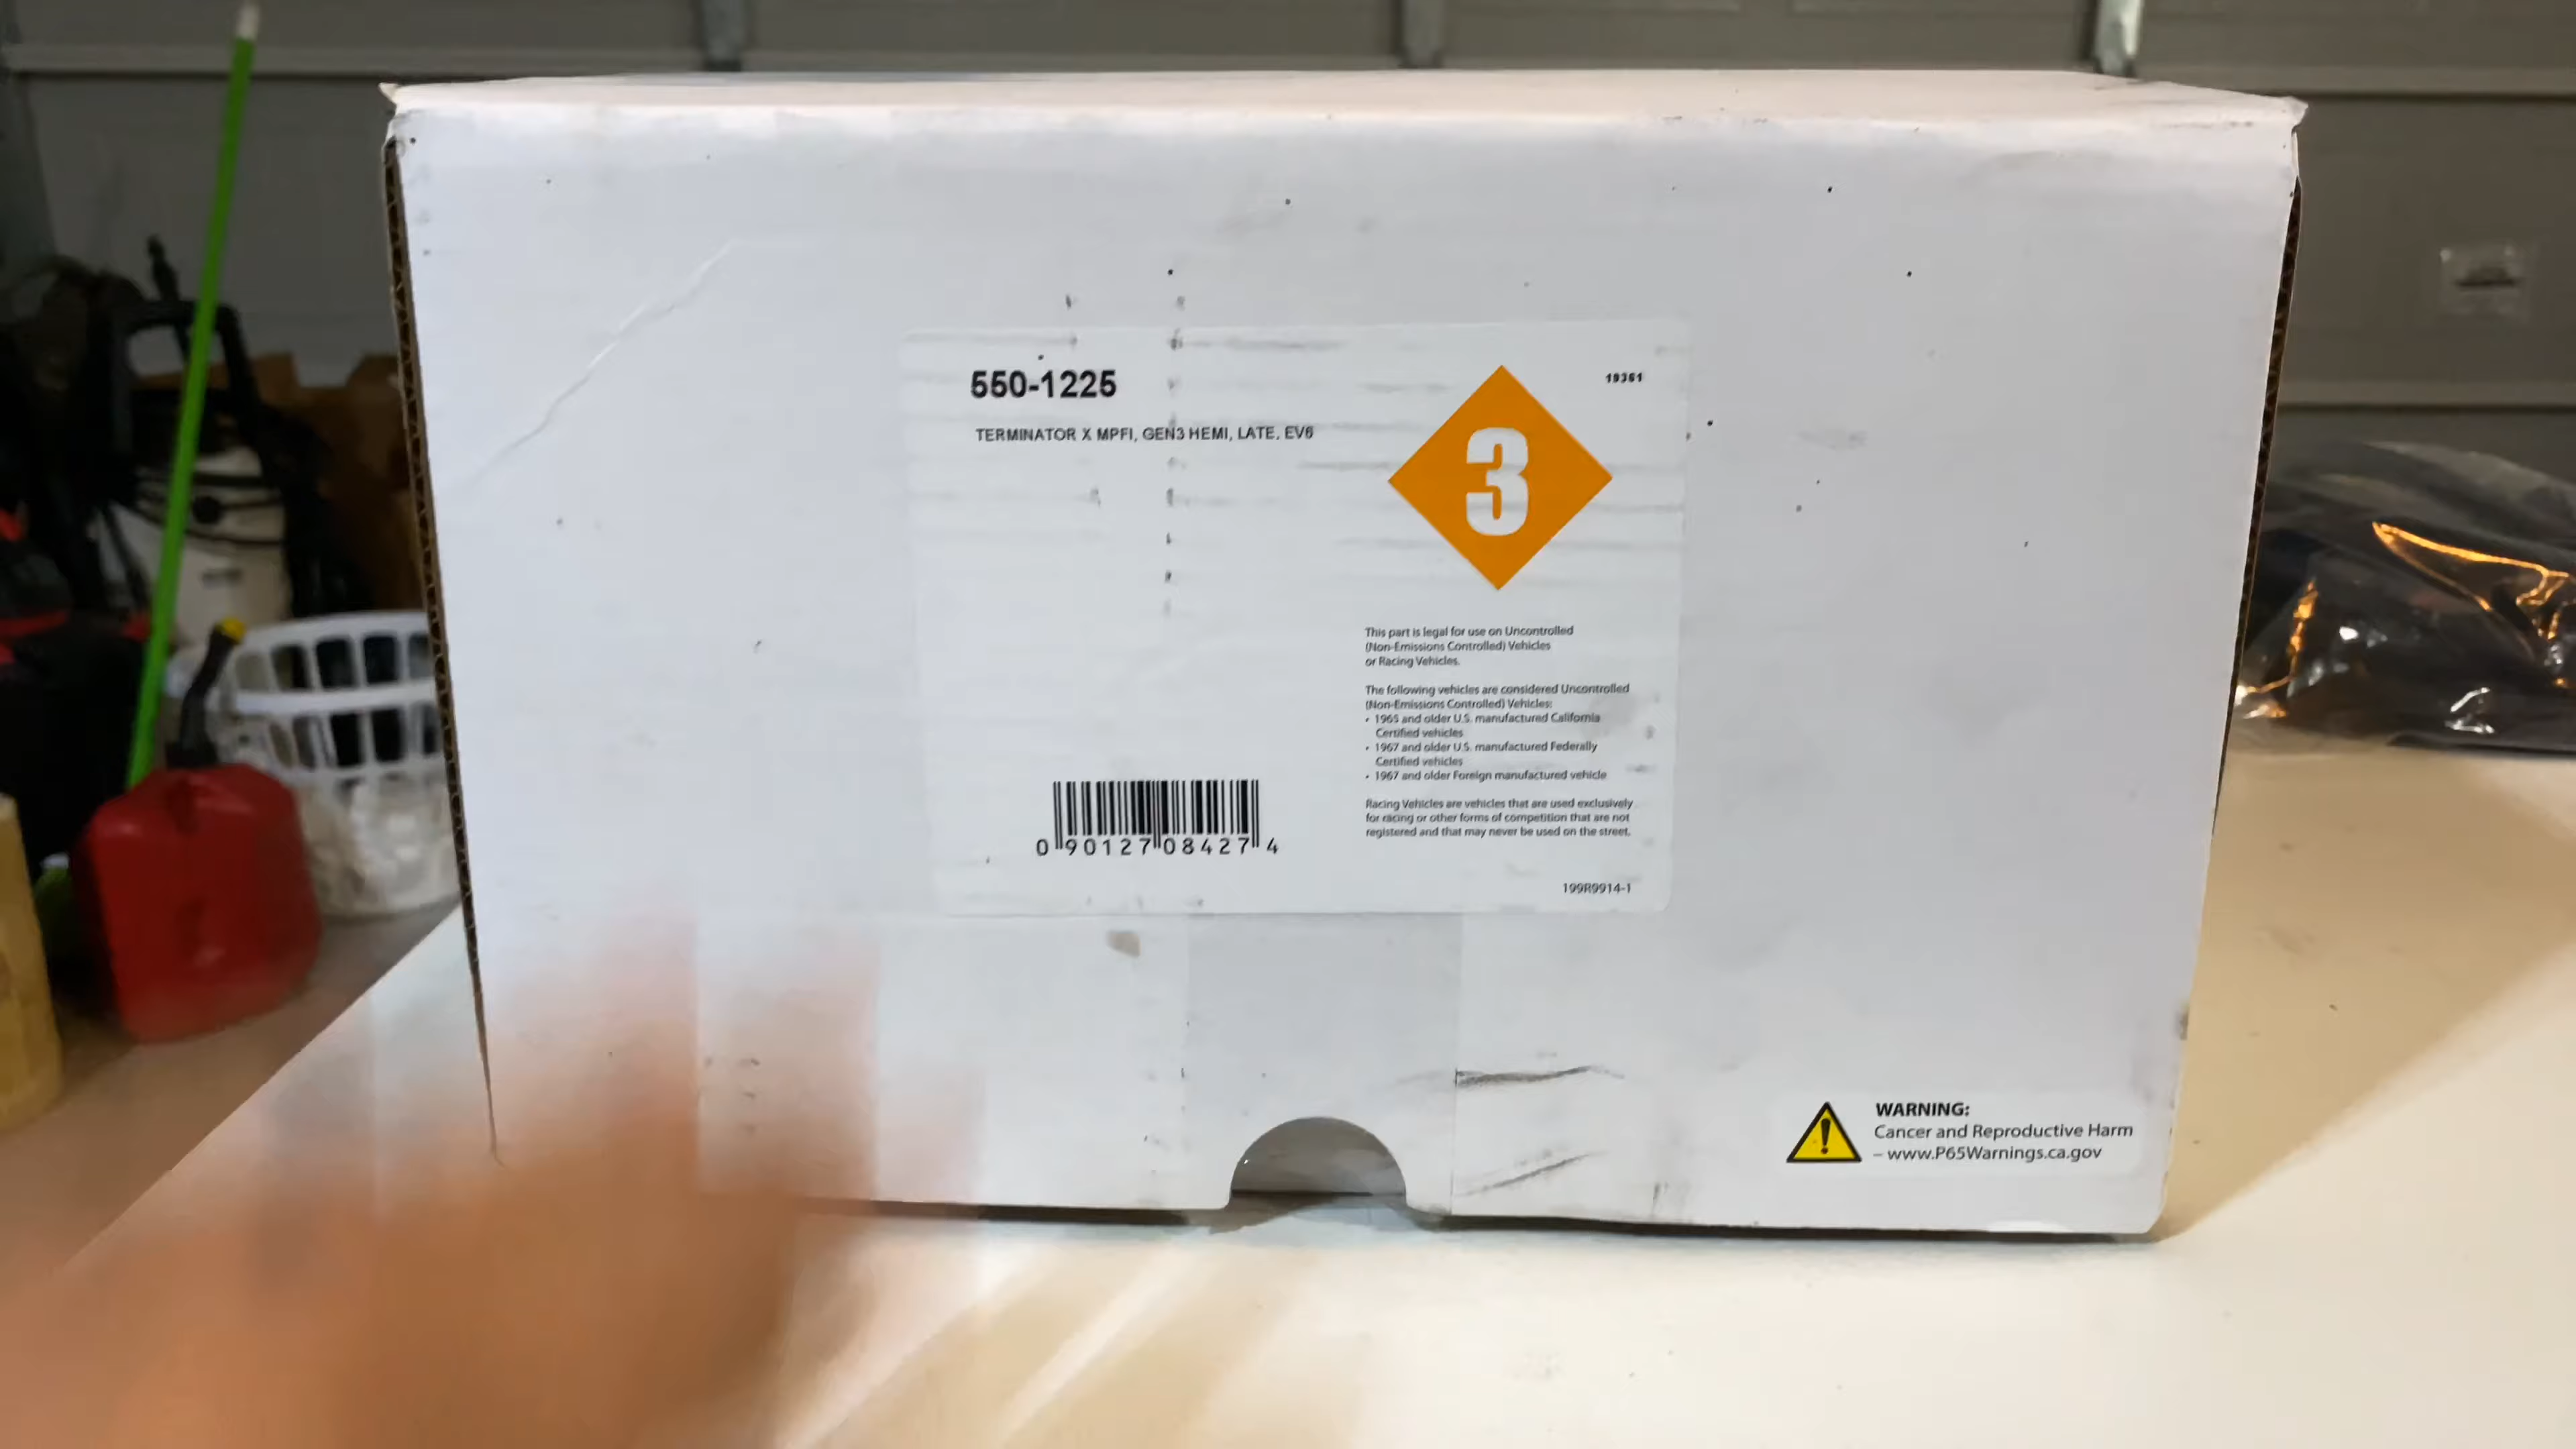 550-1225
19361
TERMINATOR X MPFI, GEN3 HEMI, LATE, EV6
3
This part is legal for use on Uncontrolled
(Non-Emissions Controlled) Vehicles
or Racing Vehicles.
The following vehicles are considered Uncontrolled
(Non-Emissions Controlled) Vehicles:
• 1965 and older U.S. manufactured California
Certified vehicles
• 1967 and older U.S. manufactured Federally
Certified vehicles
• 1967 and older Foreign manufactured vehicle
Racing Vehicles are vehicles that are used exclusively
for racing or other forms of competition that are not
registered and that may never be used on the street.
0 90127 08427 4
199R9914-1
WARNING:
Cancer and Reproductive Harm
– www.P65Warnings.ca.gov